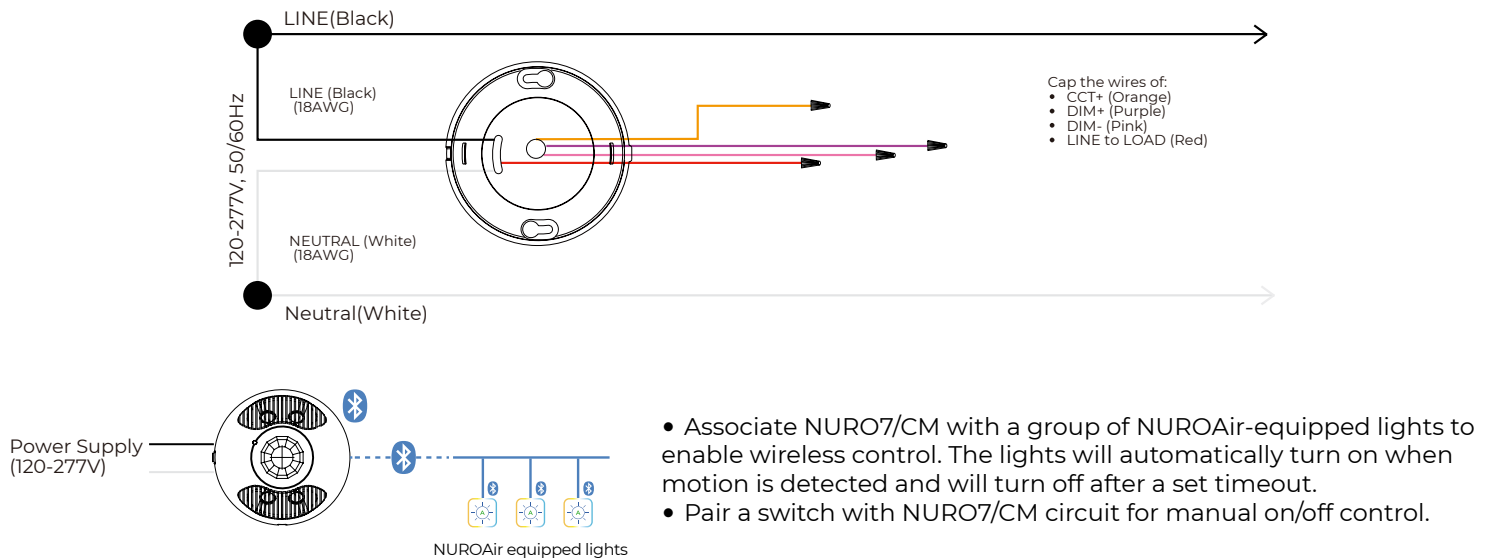 LINE(Black)
LINE (Black)
(18AWG)
120-277V, 50/60Hz
NEUTRAL (White)
(18AWG)
Neutral(White)
Cap the wires of:
• CCT+ (Orange)
• DIM+ (Purple)
• DIM- (Pink)
• LINE to LOAD (Red)
Power Supply
(120-277V)
A A A
NUROAir equipped lights
• Associate NURO7/CM with a group of NUROAir-equipped lights to
enable wireless control. The lights will automatically turn on when
motion is detected and will turn off after a set timeout.
• Pair a switch with NURO7/CM circuit for manual on/off control.